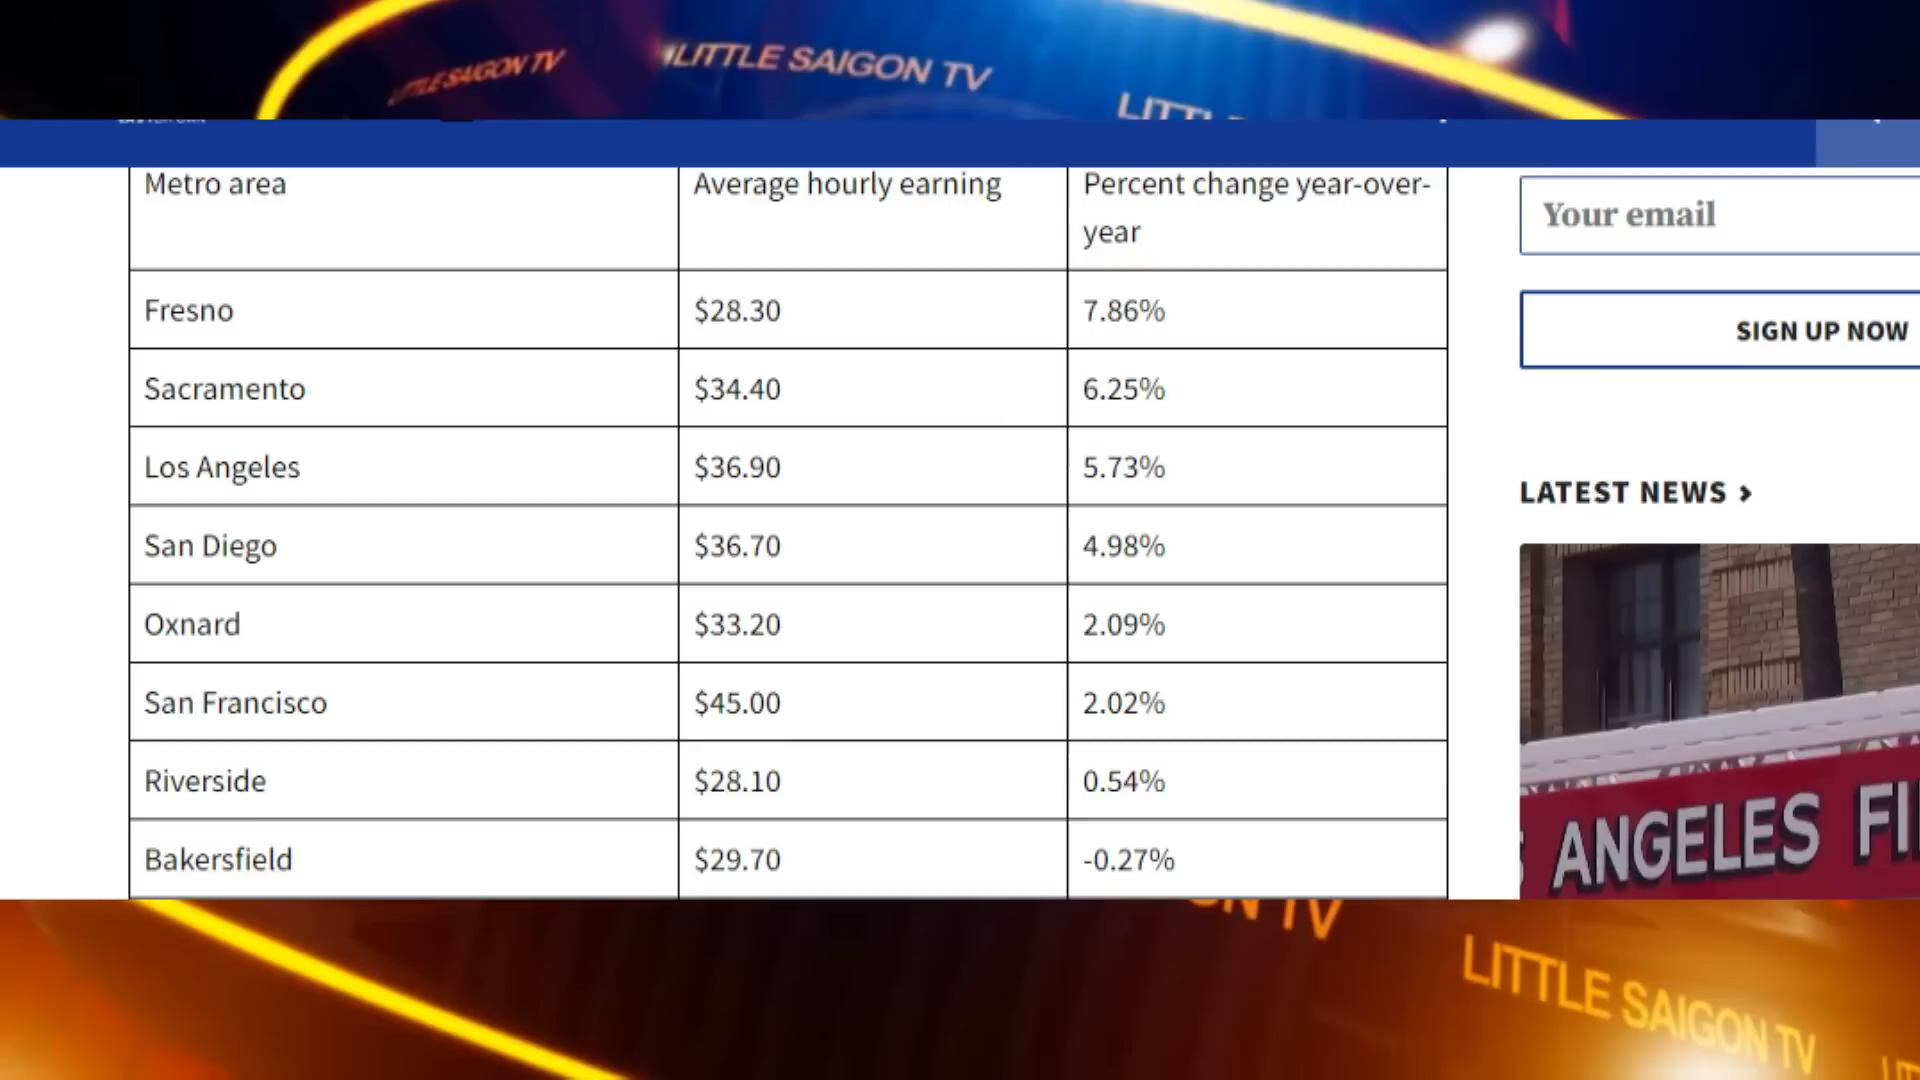 LITTLE SAIGON TV
LITTLE SAIGON TV
Metro area
Average hourly earning
Percent change year-over-
year
Fresno
$28.30
7.86%
Sacramento
$34.40
6.25%
Los Angeles
$36.90
5.73%
San Diego
$36.70
4.98%
Oxnard
$33.20
2.09%
San Francisco
$45.00
2.02%
Riverside
$28.10
0.54%
Bakersfield
$29.70
-0.27%
Your email
SIGN UP NOW
LATEST NEWS >
ANGELES
TV
LITTLE SAIGON TV